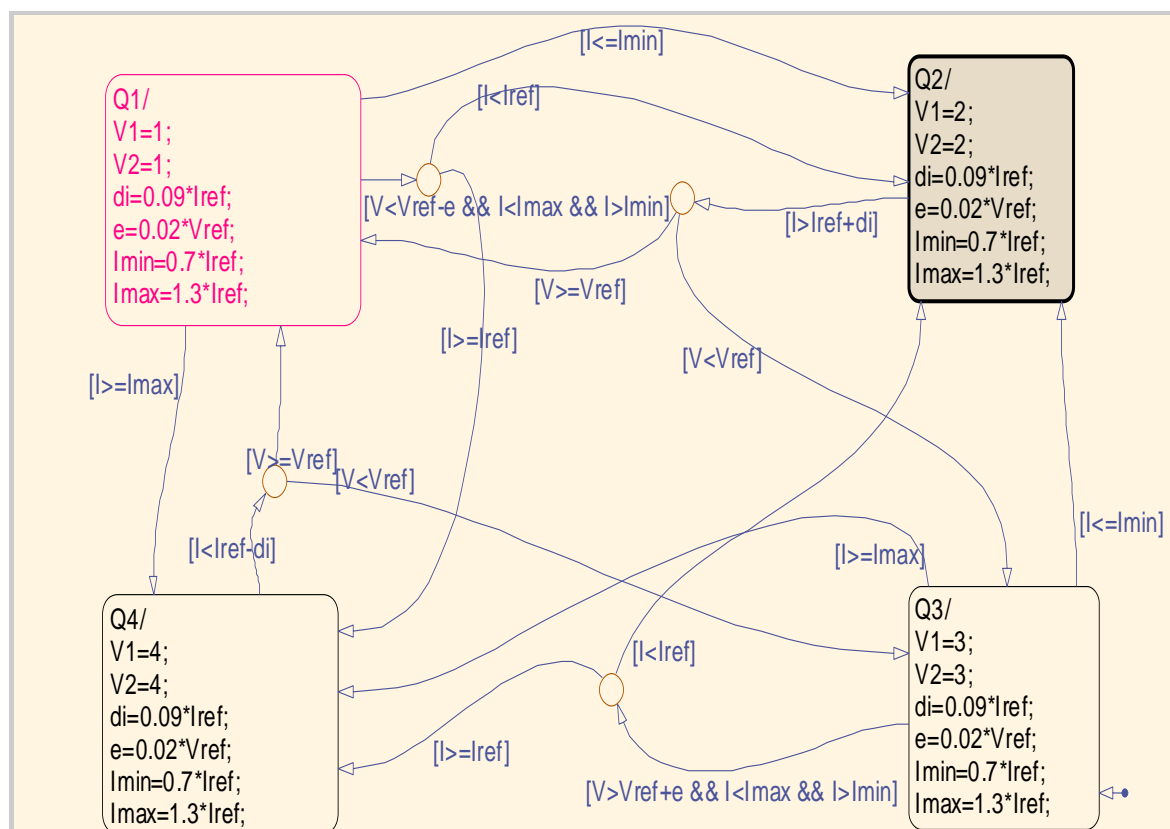 [I<=Imin]
Q1/
V1=1;
V2=1;
di=0.09*Iref;
e=0.02*Vref;
Imin=0.7*Iref;
Imax=1.3*Iref;
[I<Iref]
Q2/
V1=2;
V2=2;
di=0.09*Iref;
e=0.02*Vref;
Imin=0.7*Iref;
Imax=1.3*Iref;
[V<Vref-e && I<Imax && I>Imin]
[I>Iref+di]
[V>=Vref]
[I>=Iref]
[V<Vref]
[I>=Imax]
[V>=Vref]
[V<Vref]
[I<Iref-di]
[I>=Imax]
[I<=Imin]
Q4/
V1=4;
V2=4;
di=0.09*Iref;
e=0.02*Vref;
Imin=0.7*Iref;
Imax=1.3*Iref;
[I<Iref]
[I>=Iref]
[V>Vref+e && I<Imax && I>Imin]
Q3/
V1=3;
V2=3;
di=0.09*Iref;
e=0.02*Vref;
Imin=0.7*Iref;
Imax=1.3*Iref;